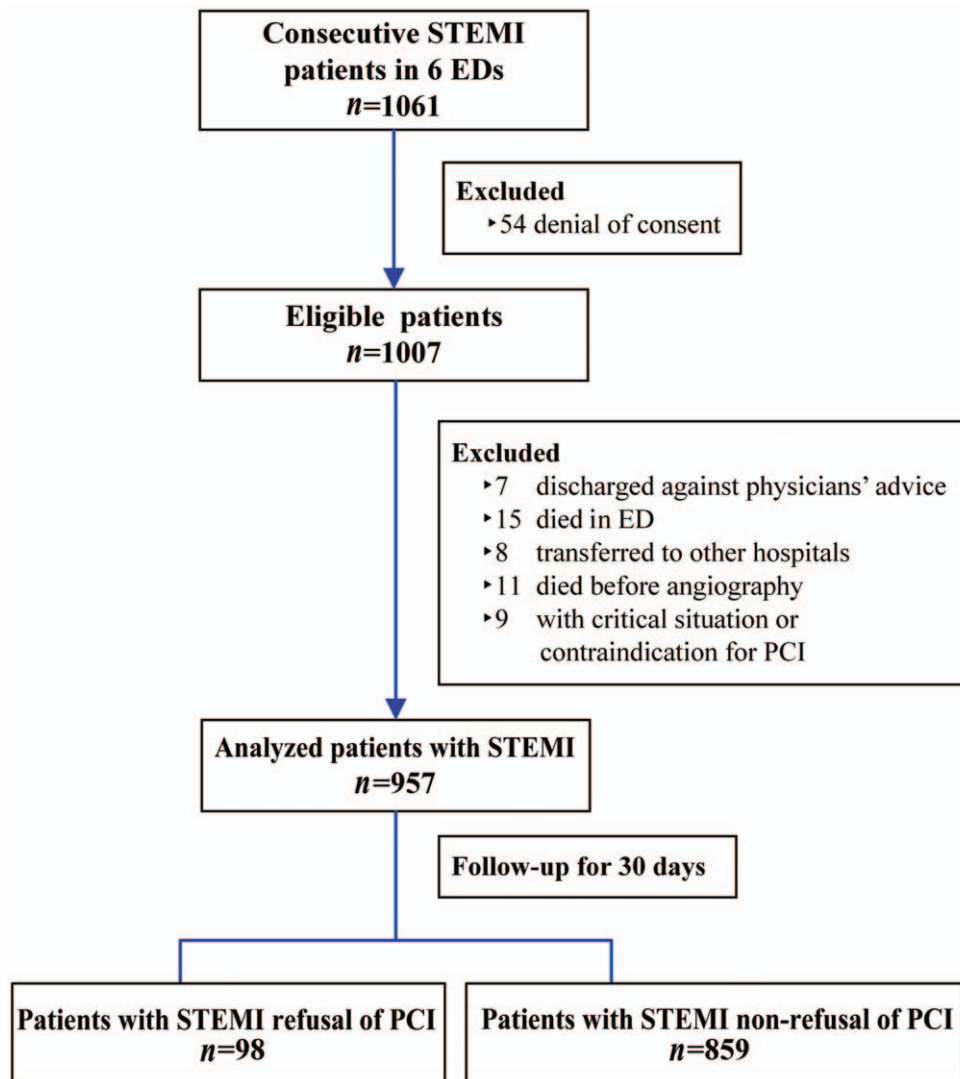 Consecutive STEMI
patients in 6 EDs
n=1061
Excluded
‣54 denial of consent
Eligible patients
n=1007
Excluded
‣7 discharged against physicians’ advice
‣15 died in ED
‣8 transferred to other hospitals
‣11 died before angiography
‣9 with critical situation or
contraindication for PCI
Analyzed patients with STEMI
n=957
Follow-up for 30 days
Patients with STEMI refusal of PCI
n=98
Patients with STEMI non-refusal of PCI
n=859